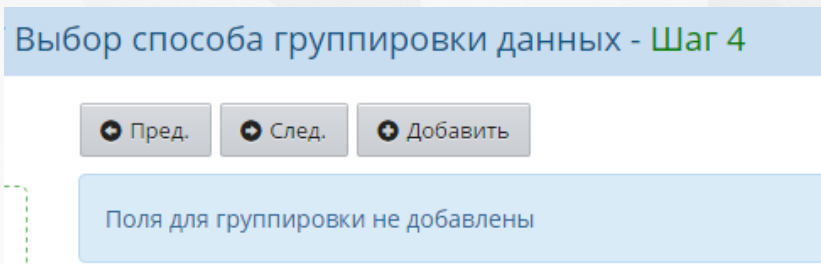 Выбор способа группировки данных - Шаг 4
Пред. След. Добавить
Поля для группировки не добавлены